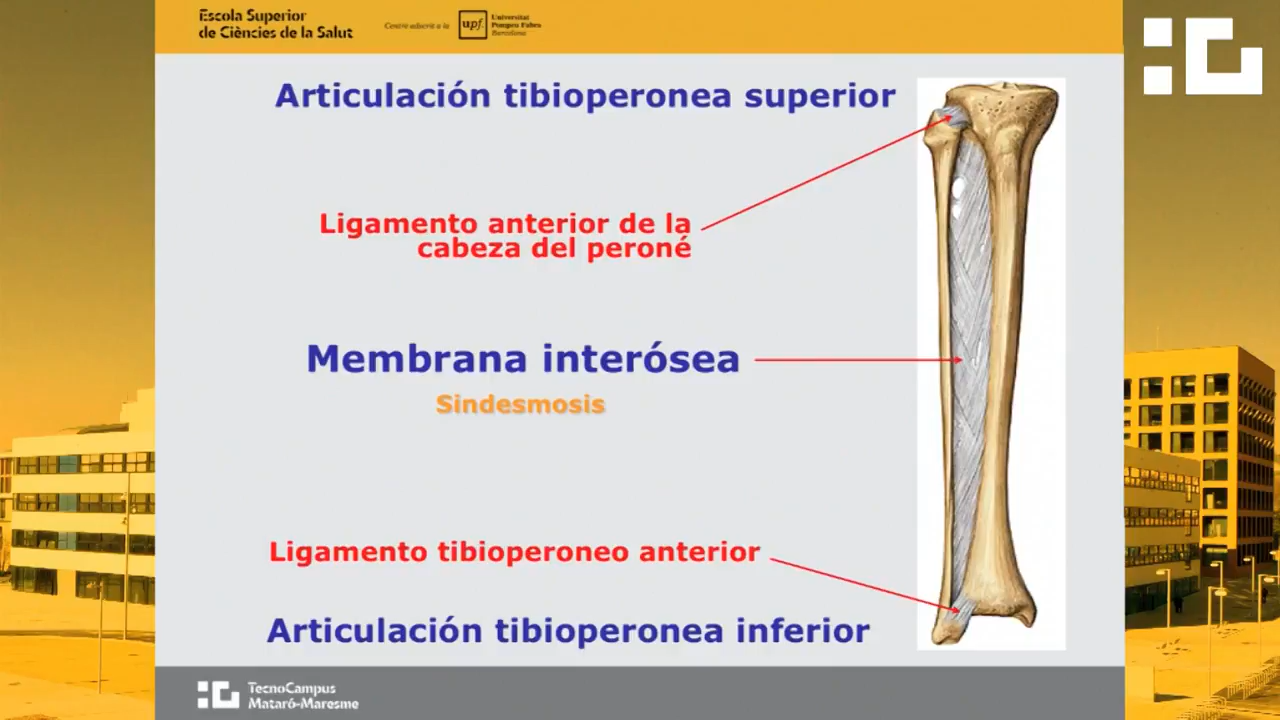 Escola Superior
de Ciències de la Salut
Centre adscrit a la
upf.
Universitat
Pompeu Fabra
Barcelona
Articulación tibioperonea superior
Ligamento anterior de la
cabeza del peroné
Membrana interósea
Sindesmosis
Ligamento tibioperoneo anterior
Articulación tibioperonea inferior
TecnoCampus
Mataró-Maresme